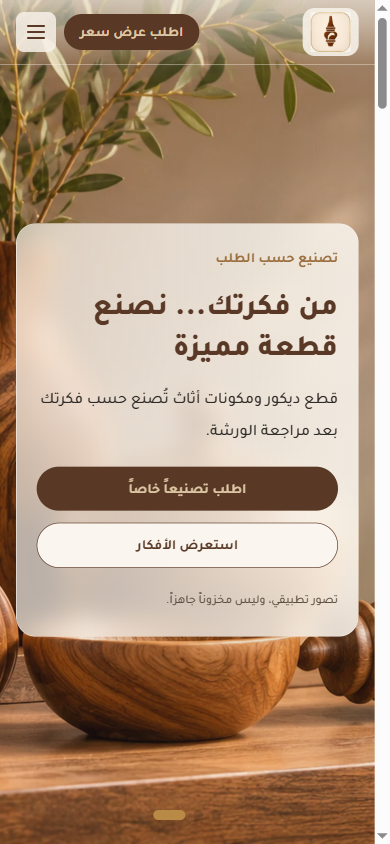 اطلب عرض سعر
تصنيع حسب الطلب
من فكرتك... نصنع
قطعة مميزة
قطع ديكور ومكونات أثاث تُصنع حسب فكرتك
بعد مراجعة الورشة.
اطلب تصنيعاً خاصاً
استعرض الأفكار
تصور تطبيقي، وليس مخزوناً جاهزاً.